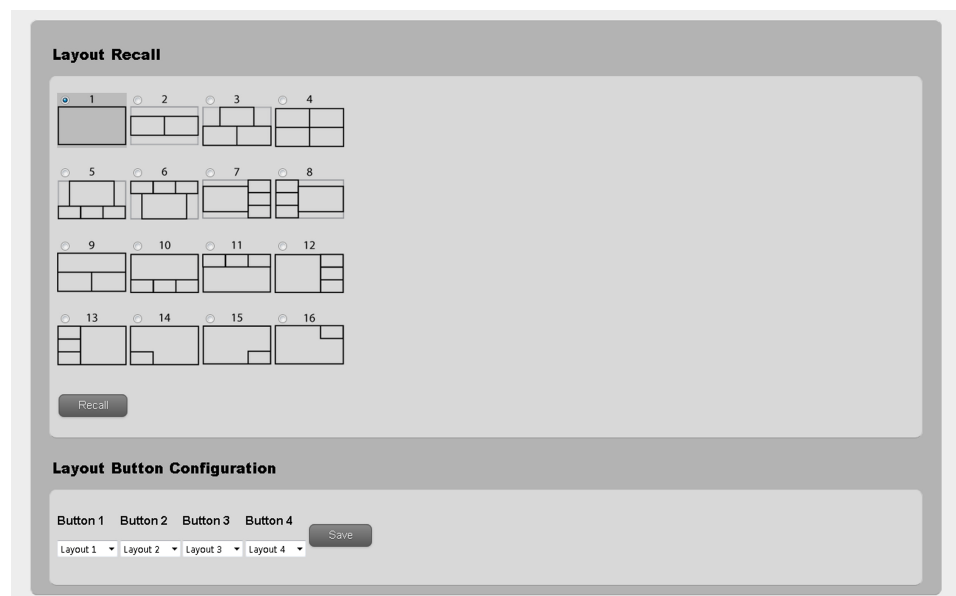 Layout Recall
1 2 3 4
5 6 7 8
9 10 11 12
13 14 15 16
Recall
Layout Button Configuration
Button 1 Button 2 Button 3 Button 4
Save
Layout 1 Layout 2 Layout 3 Layout 4